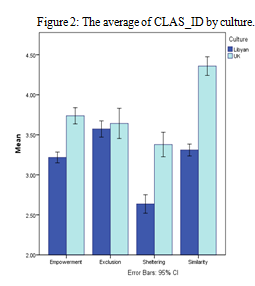 Figure 2: The average of CLAS_ID by culture.
Culture
Libyan
UK
4.50
4.00
3.50
3.00
2.50
2.00
Mean
Empowerment Exclusion Sheltering Similarity
Error Bars: 95% CI